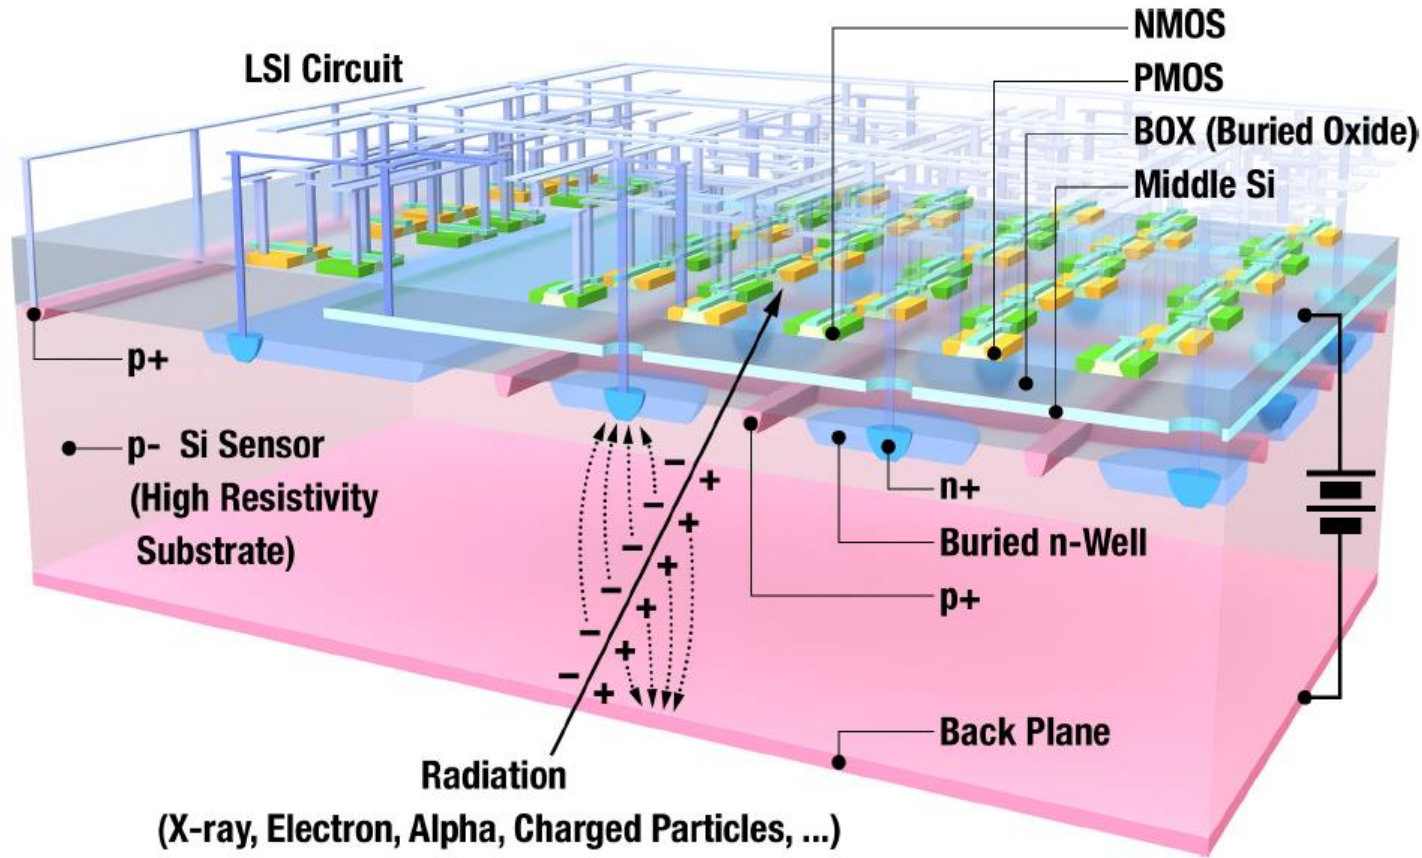 NMOS
LSI Circuit
PMOS
BOX (Buried Oxide)
Middle Si
p+
p- Si Sensor
(High Resistivity
Substrate)
n+
Buried n-Well
p+
Back Plane
Radiation
(X-ray, Electron, Alpha, Charged Particles, ...)
− + − + − + − + − + − +